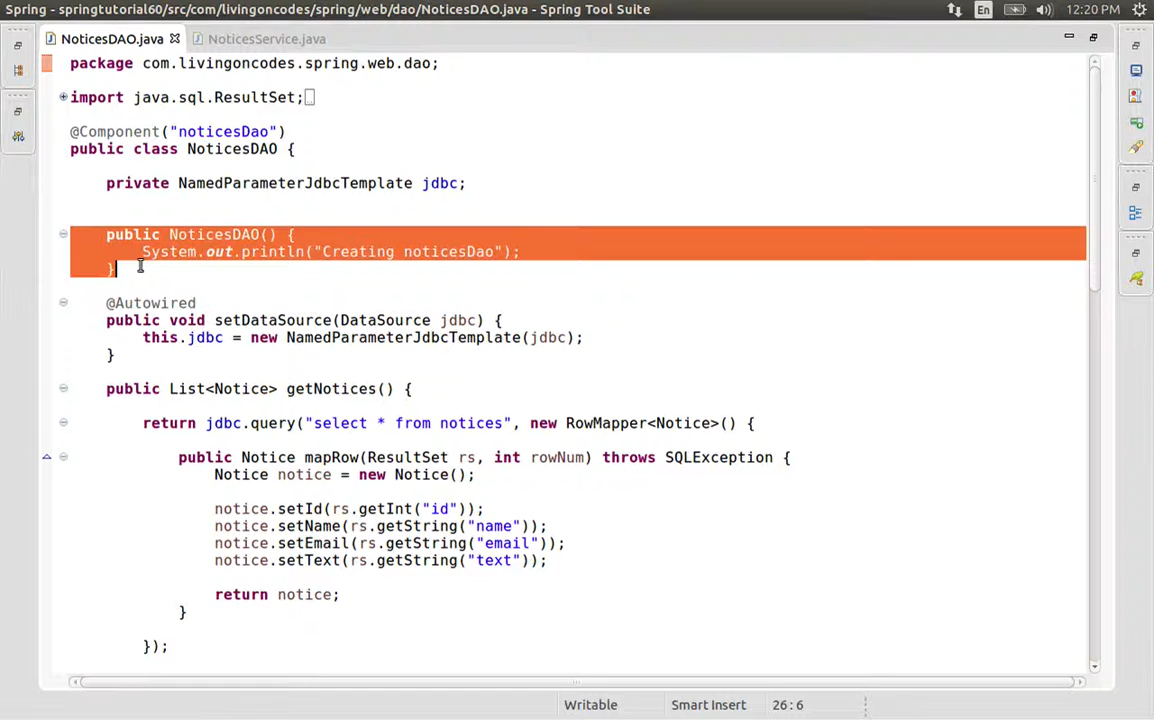 Spring - springtutorial60/src/com/livingoncodes/spring/web/dao/NoticesDAO.java - Spring Tool Suite
En
12:20 PM
NoticesDAO.java
NoticesService.java
package com.livingoncodes.spring.web.dao;
import java.sql.ResultSet;
@Component("noticesDao")
public class NoticesDAO {
private NamedParameterJdbcTemplate jdbc;
public NoticesDAO() {
System.out.println("Creating noticesDao");
}
@Autowired
public void setDataSource(DataSource jdbc) {
this.jdbc = new NamedParameterJdbcTemplate(jdbc);
}
public List<Notice> getNotices() {
return jdbc.query("select * from notices", new RowMapper<Notice>() {
public Notice mapRow(ResultSet rs, int rowNum) throws SQLException {
Notice notice = new Notice();
notice.setId(rs.getInt("id"));
notice.setName(rs.getString("name"));
notice.setEmail(rs.getString("email"));
notice.setText(rs.getString("text"));
return notice;
}
});
Writable
Smart Insert
26:6